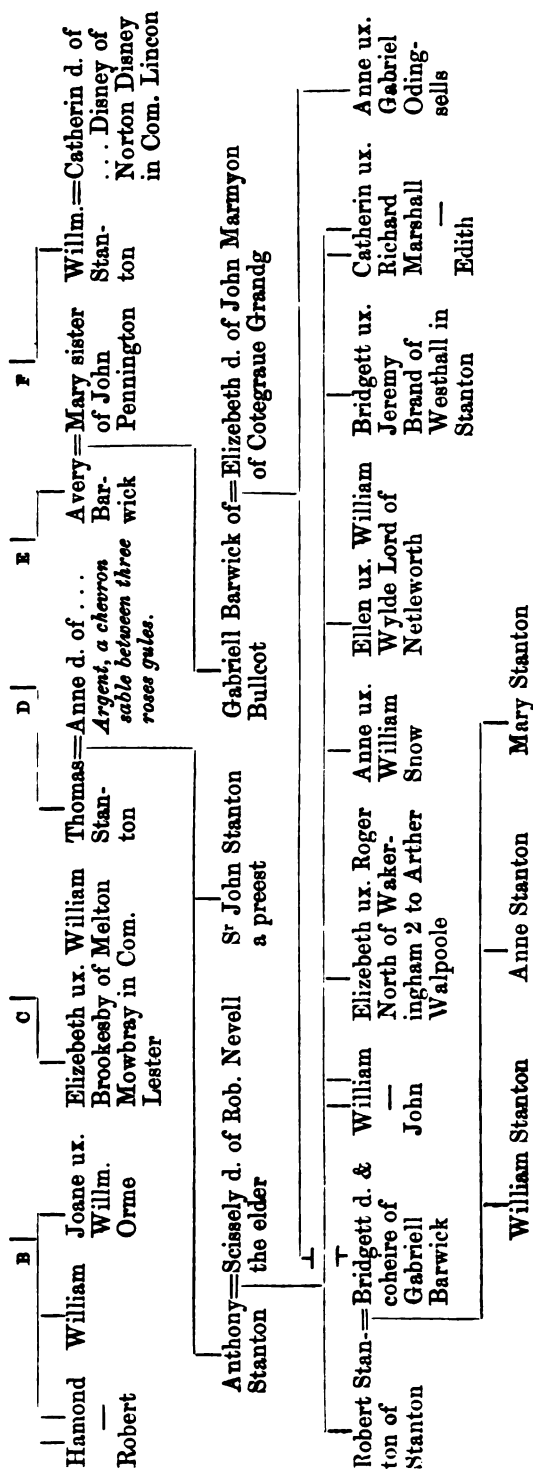 B
C
D
E
F
Hamond
—
Robert
William
Joane ux.
Willm.
Orme
Elizebeth ux. William
Brookesby of Melton
Mowbray in Com.
Lester
Thomas=Anne d. of ...
Stan-
ton
Argent, a chevron
sable between three
roses gules.
Avery=Mary sister
Bar-
wick
of John
Pennington
Willm.=Catherin d. of
Stan-
ton
... Disney of
Norton Disney
in Com. Lincon
Anthony=Scissely d. of Rob. Nevell
Stanton
the elder
Sr John Stanton
a preest
Gabriell Barwick of=Elizebeth d. of John Marmyon
Bullcot
of Cotegraue Grandg
Robert Stan-=Bridgett d. &
ton of
Stanton
coheire of
Gabriell
Barwick
William
—
John
Elizebeth ux. Roger
North of Waker-
ingham 2 to Arther
Walpoole
Anne ux.
William
Snow
Ellen ux. William
Wylde Lord of
Netleworth
Bridgett ux.
Jeremy
Brand of
Westhall in
Stanton
Catherin ux.
Richard
Marshall
—
Edith
Anne ux.
Gabriel
Oding-
sells
William Stanton
Anne Stanton
Mary Stanton